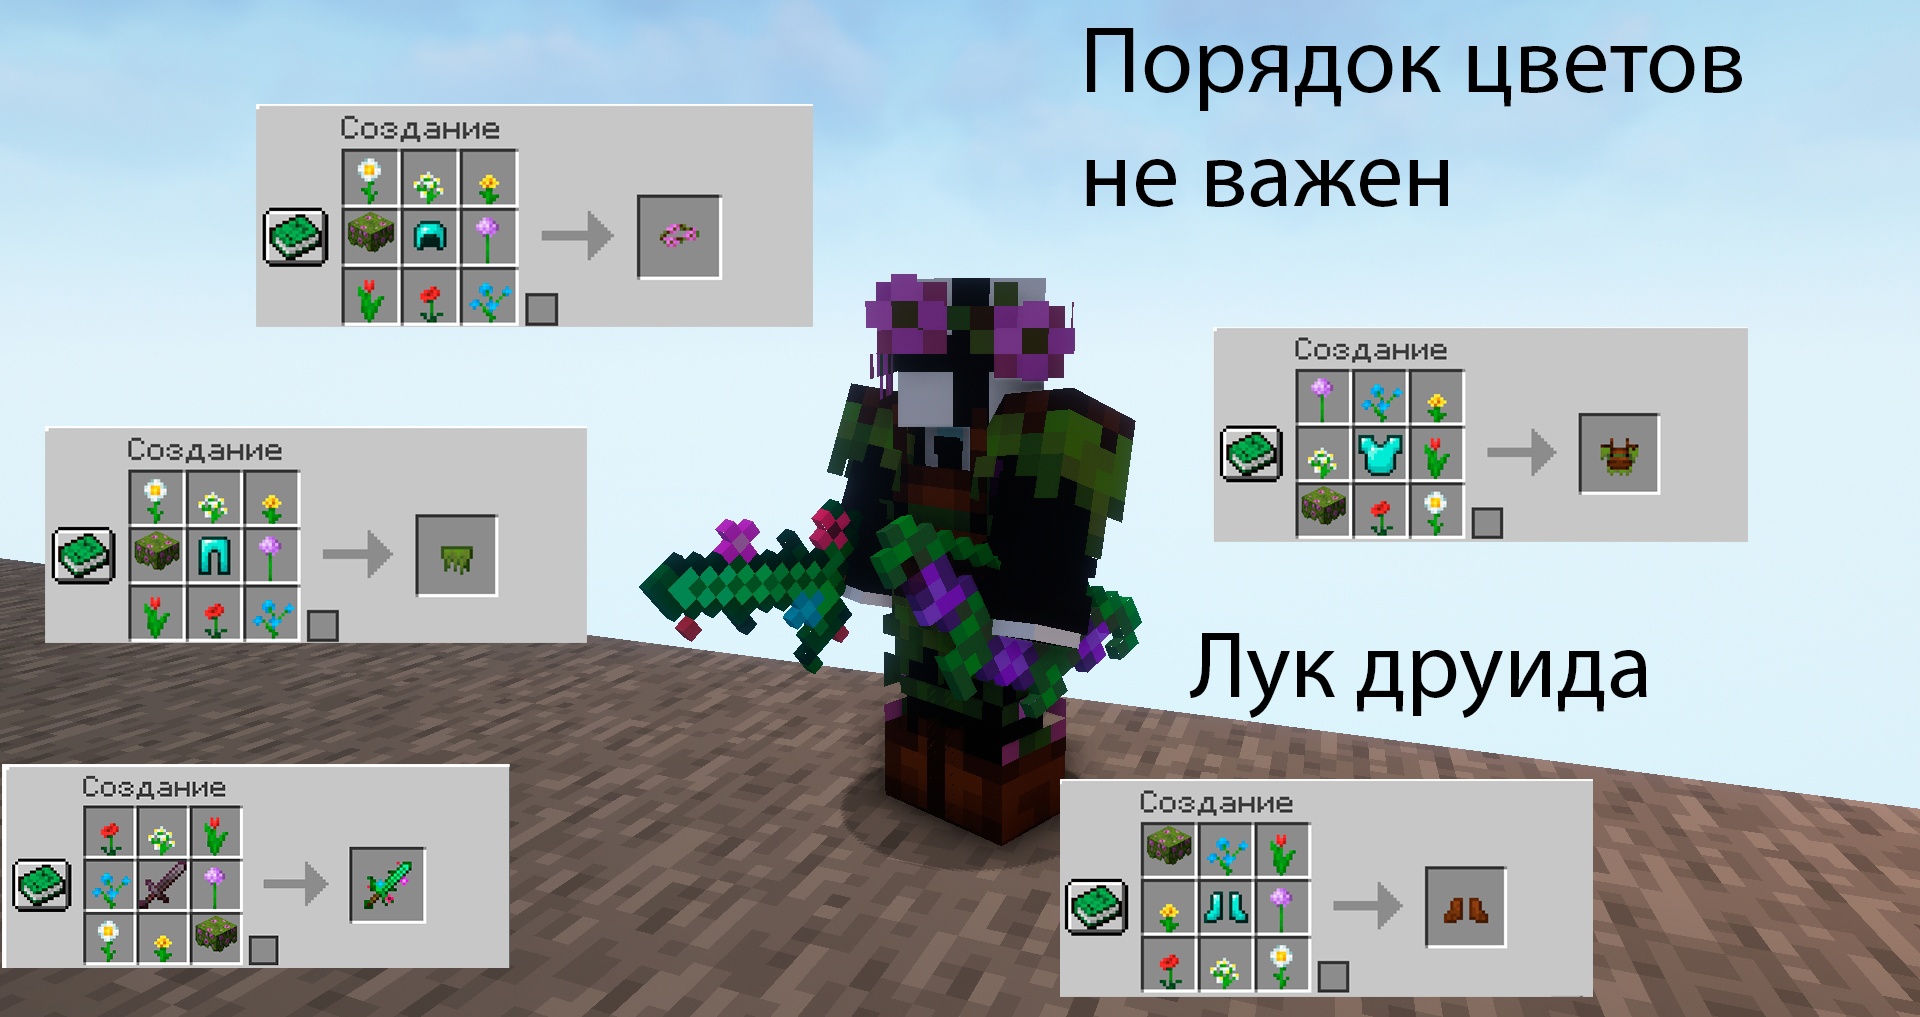 Порядок цветов
не важен
Создание
Создание
Создание
Лук друида
Создание
Создание